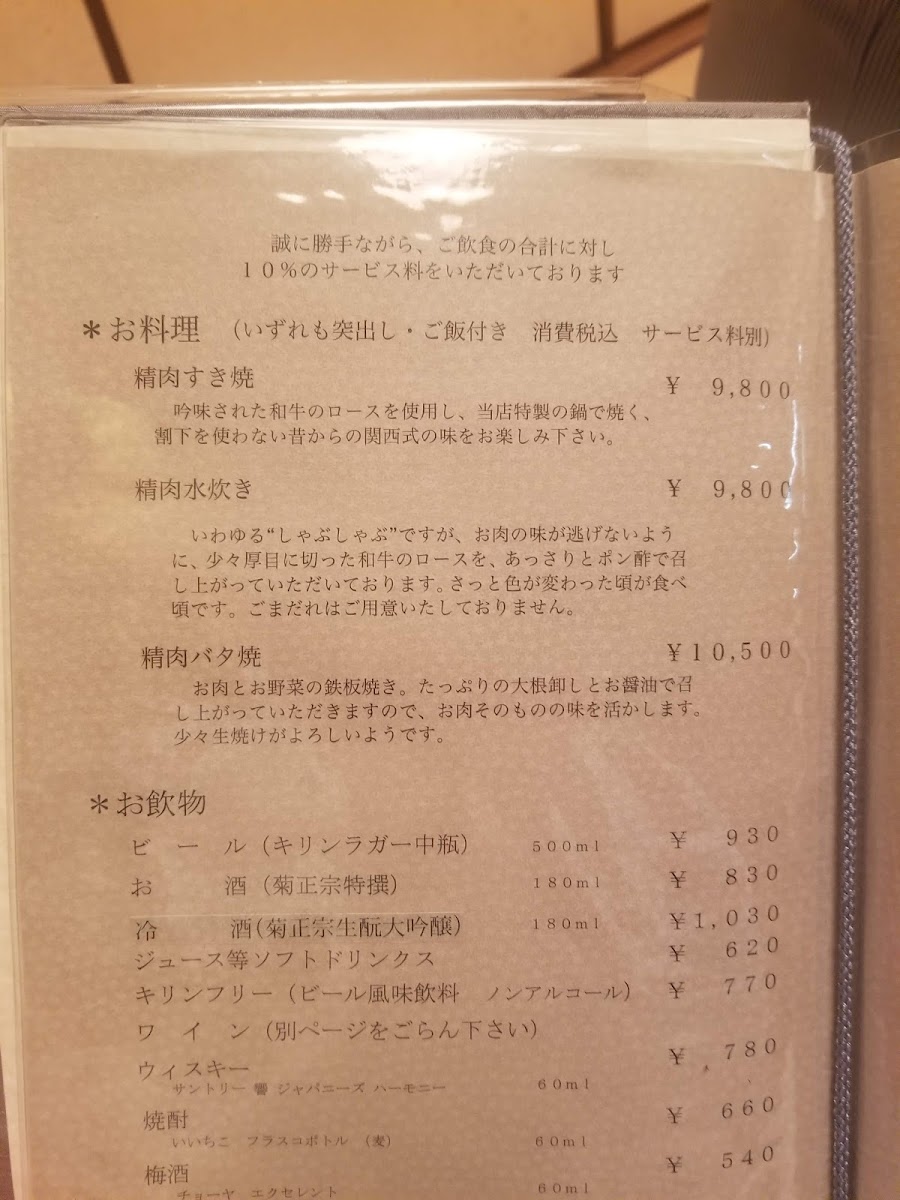 誠に勝手ながら、ご飲食の合計に対し
１０％のサービス料をいただいております
＊お料理 （いずれも突出し・ご飯付き 消費税込 サービス料別）
精肉すき焼 ￥ 9,800
吟味された和牛のロースを使用し、当店特製の鍋で焼く、
割下を使わない昔からの関西式の味をお楽しみ下さい。
精肉水炊き ￥ 9,800
いわゆる“しゃぶしゃぶ”ですが、お肉の味が逃げないよう
に、少々厚目に切った和牛のロースを、あっさりとポン酢で召
し上がっていただいております。さっと色が変わった頃が食べ
頃です。ごまだれはご用意いたしておりません。
精肉バタ焼 ￥10,500
お肉とお野菜の鉄板焼き。たっぷりの大根卸しとお醤油で召
し上がっていただきますので、お肉そのものの味を活かします。
少々生焼けがよろしいようです。
＊お飲物
ビ ー ル（キリンラガー中瓶） 500ml ￥ 930
お 酒（菊正宗特撰） 180ml ￥ 830
冷 酒（菊正宗生酛大吟醸） 180ml ￥1,030
ジュース等ソフトドリンクス ￥ 620
キリンフリー（ビール風味飲料 ノンアルコール） ￥ 770
ワ イ ン（別ページをごらん下さい）
ウィスキー ￥ 780
サントリー 響 ジャパニーズ ハーモニー 60ml
焼酎 ￥ 660
いいちこ フラスコボトル （麦） 60ml
梅酒 ￥ 540
チョーヤ エクセレント 60ml